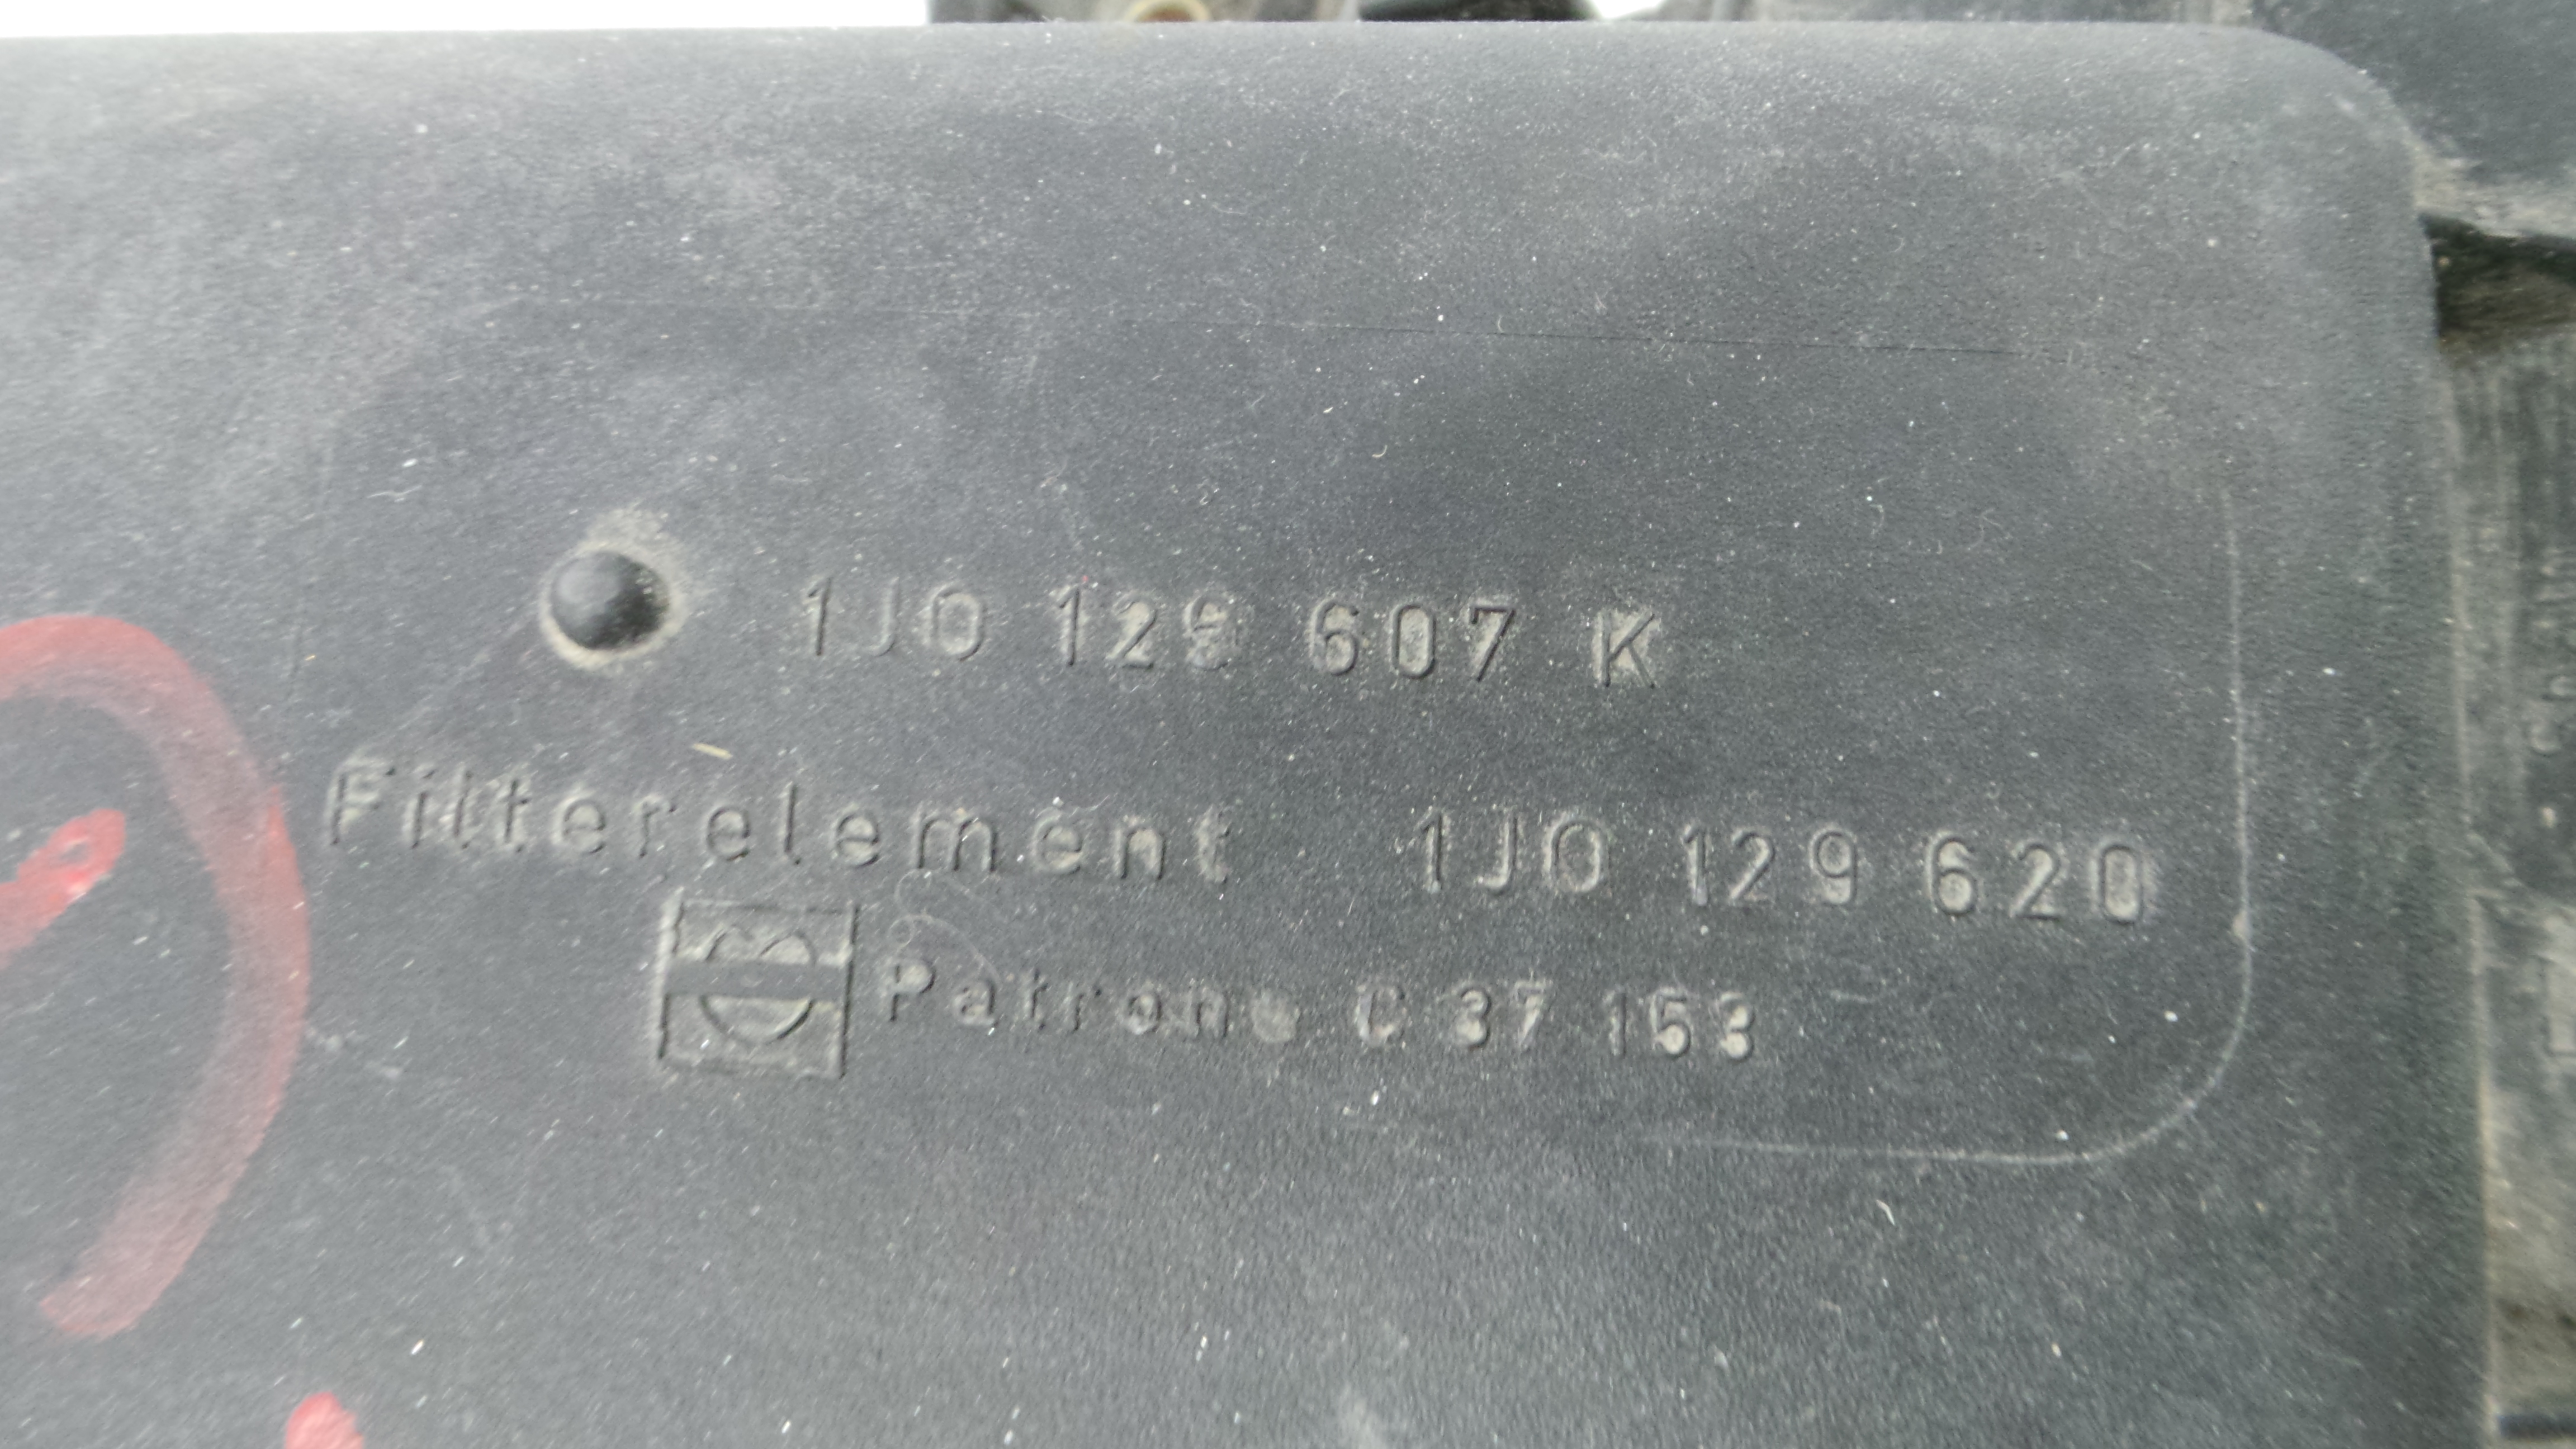 1J0 129 607 K
Filterelement 1J0 129 620
Patrone C 37 153